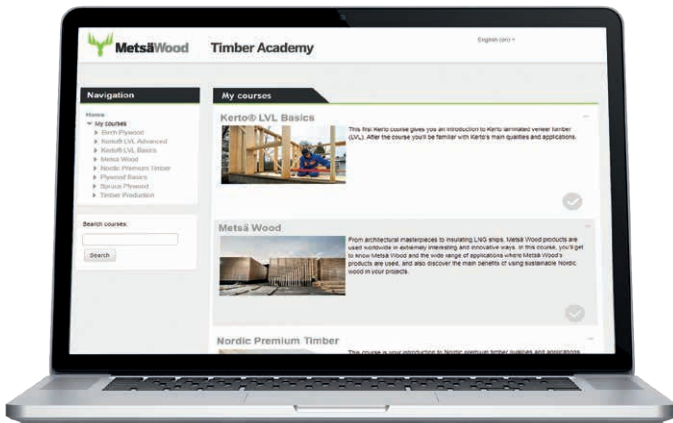 MetsäWood
Timber Academy
English (en)
Navigation
Home
My courses
Birch Plywood
Kerto® LVL Advanced
Kerto® LVL Basics
Metsä Wood
Nordic Premium Timber
Plywood Basics
Spruce Plywood
Timber Production
Search courses:
Search
My courses
Kerto® LVL Basics
This first Kerto course gives you an introduction to Kerto laminated veneer lumber
(LVL). After the course you'll be familiar with Kerto's main qualities and applications.
Metsä Wood
From architectural masterpieces to insulating LNG ships, Metsä Wood products are
used worldwide in extremely interesting and innovative ways. In this course, you'll get
to know Metsä Wood and the wide range of applications where Metsä Wood's
products are used, and also discover the main benefits of using sustainable Nordic
wood in your projects.
Nordic Premium Timber
This course is your introduction to Nordic premium timber qualities and applications